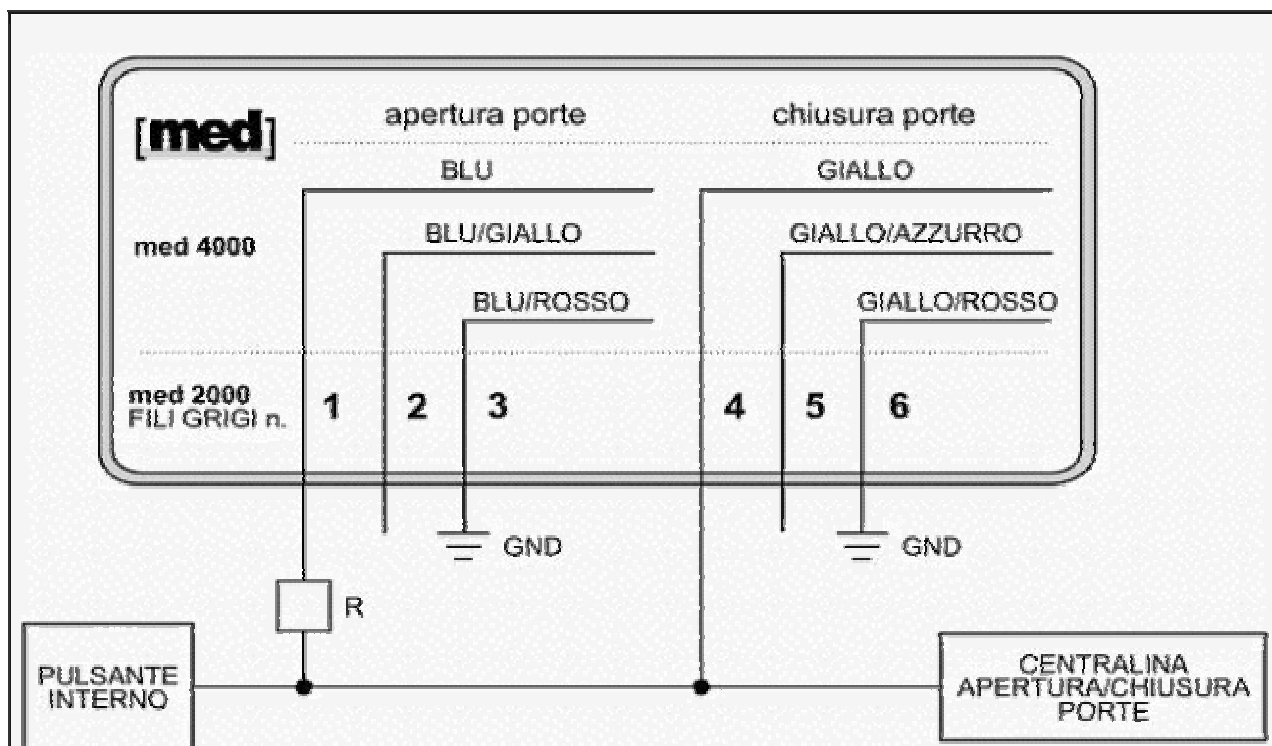 [med]
apertura porte
chiusura porte
BLU
GIALLO
med 4000
BLU/GIALLO
GIALLO/AZZURRO
BLU/ROSSO
GIALLO/ROSSO
med 2000
FILI GRIGI n.
1 2 3 4 5 6
GND
GND
R
PULSANTE
INTERNO
CENTRALINA
APERTURA/CHIUSURA
PORTE